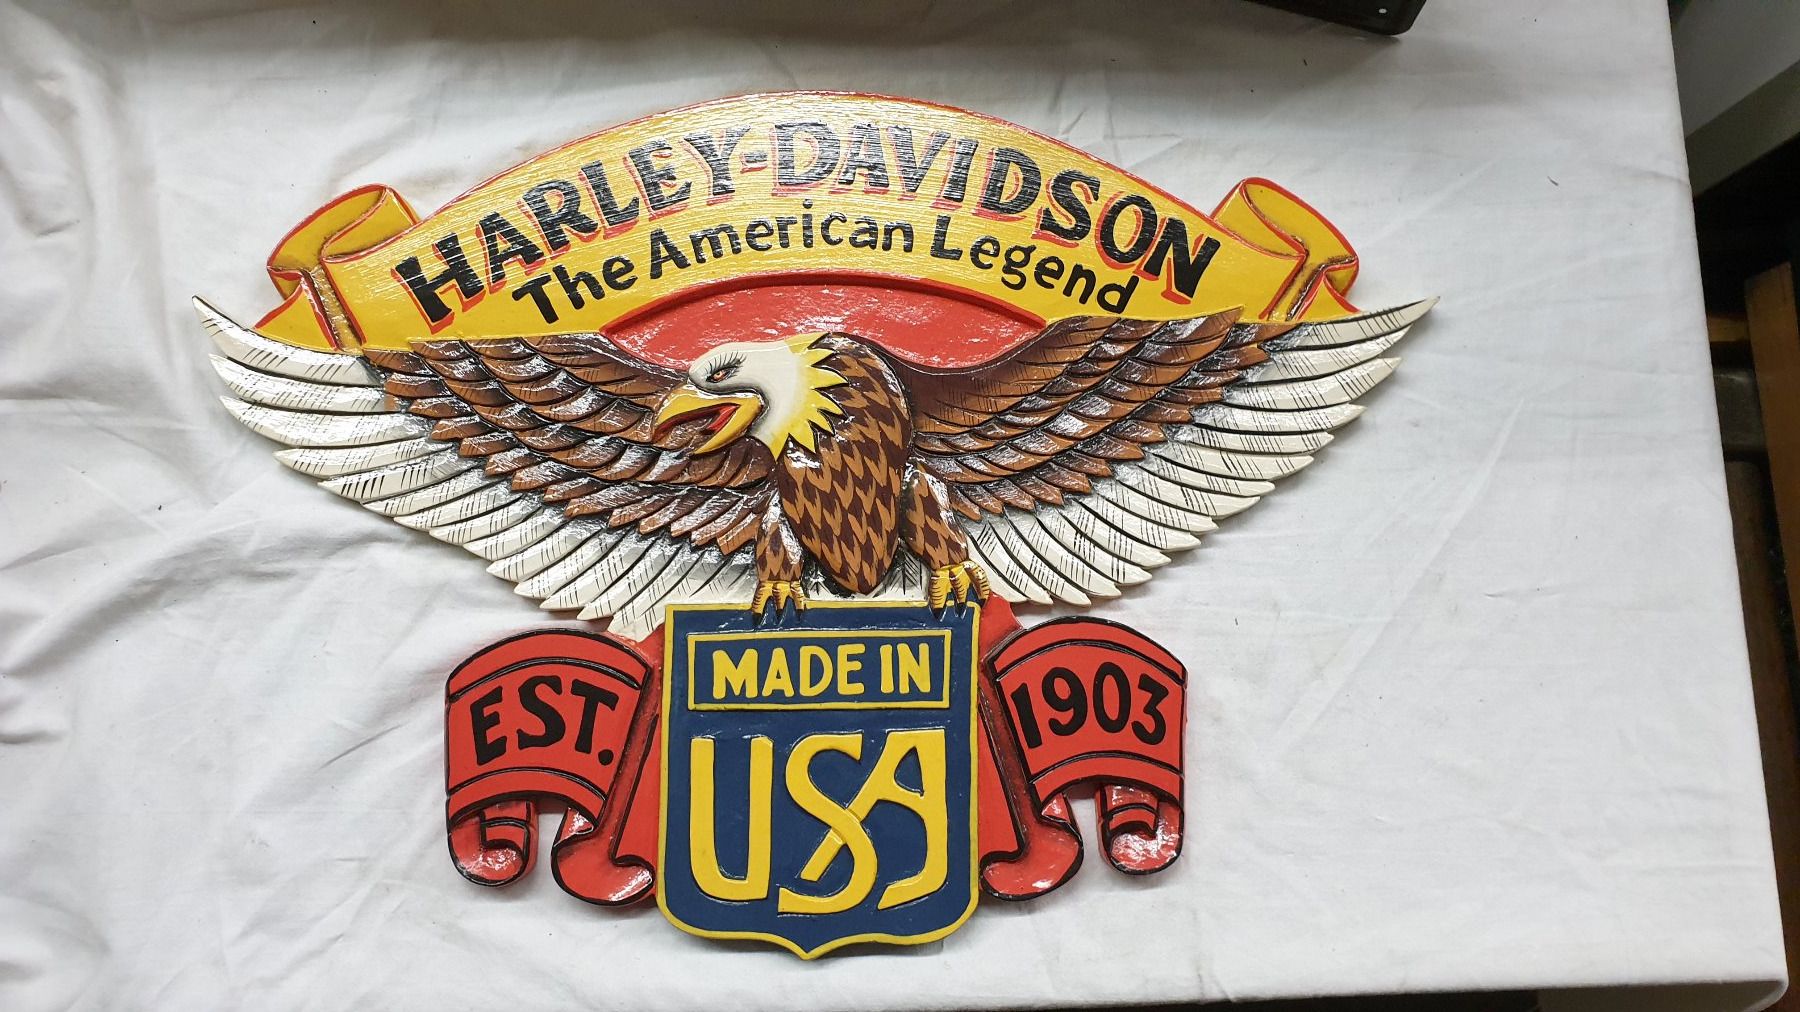 HARLEY-DAVIDSON
The American Legend
MADE IN
USA
EST.
1903